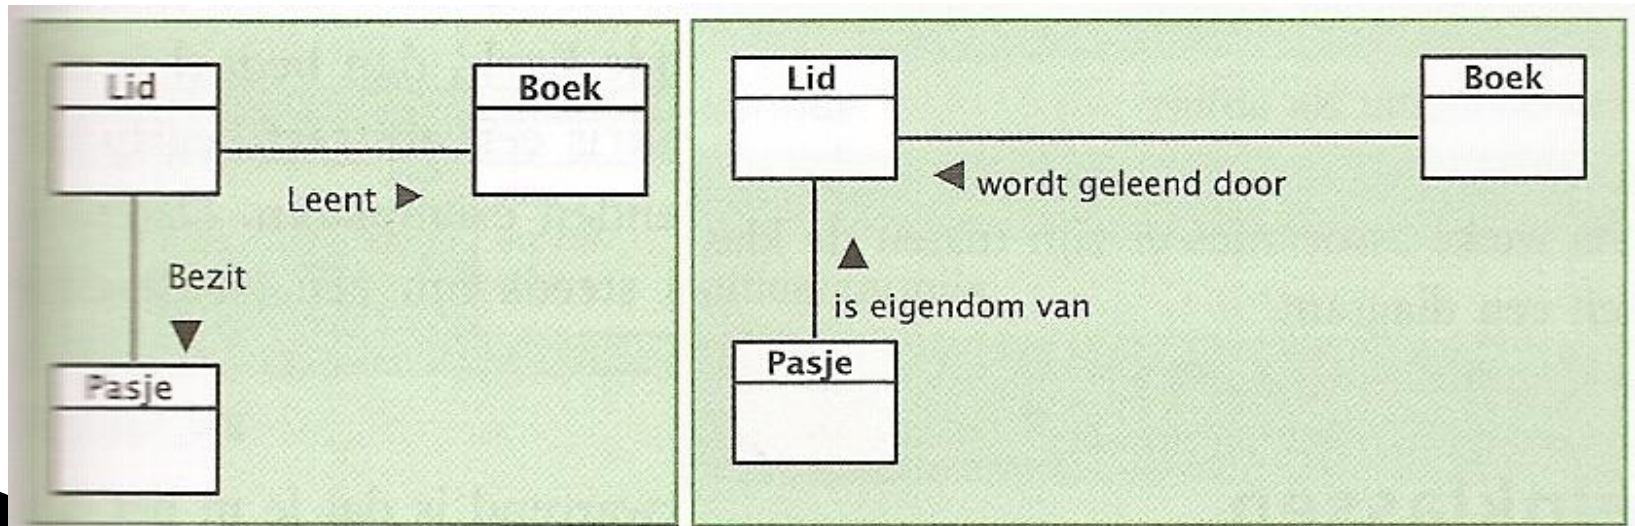 Lid
Boek
Leent
Bezit
Pasje
Lid
Boek
wordt geleend door
is eigendom van
Pasje